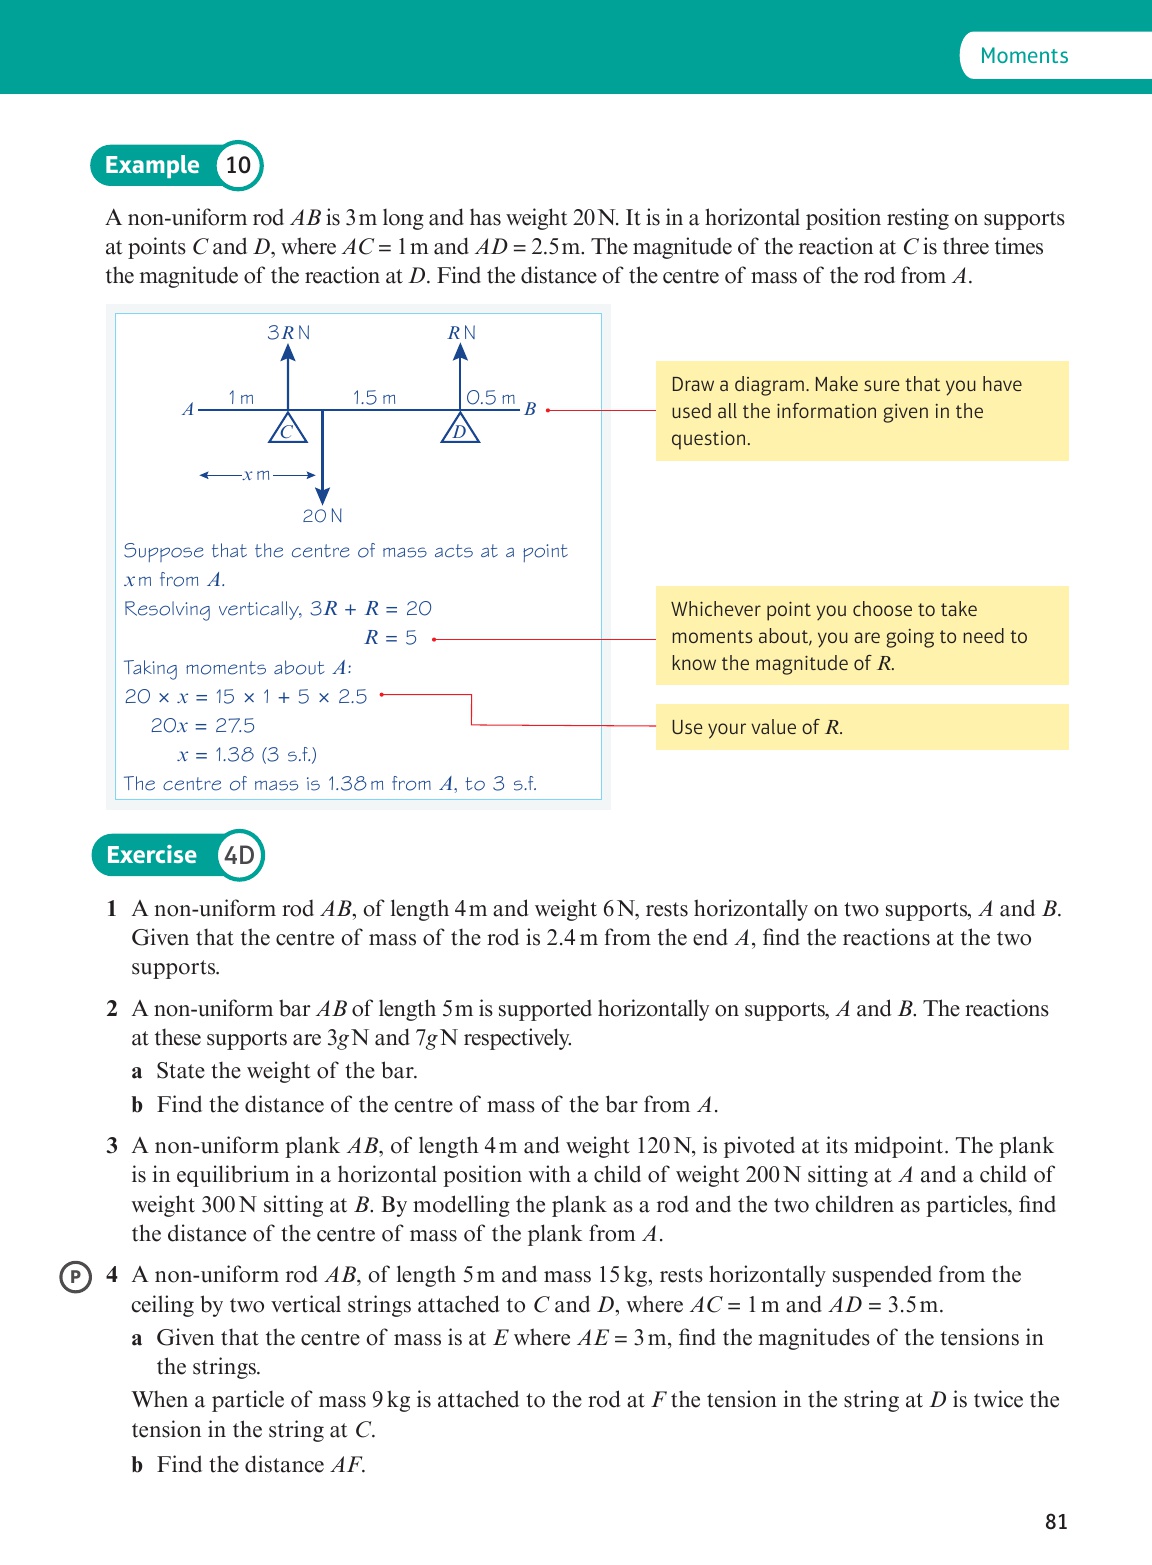 Moments
Example 10
A non-uniform rod AB is 3 m long and has weight 20 N. It is in a horizontal position resting on supports
at points C and D, where AC = 1 m and AD = 2.5 m. The magnitude of the reaction at C is three times
the magnitude of the reaction at D. Find the distance of the centre of mass of the rod from A.
3R N
R N
1 m
1.5 m
0.5 m
A
B
C
D
x m
20 N
Draw a diagram. Make sure that you have
used all the information given in the
question.
Suppose that the centre of mass acts at a point
x m from A.
Resolving vertically, 3R + R = 20
R = 5
Taking moments about A:
20 × x = 15 × 1 + 5 × 2.5
20x = 27.5
x = 1.38 (3 s.f.)
The centre of mass is 1.38 m from A, to 3 s.f.
Whichever point you choose to take
moments about, you are going to need to
know the magnitude of R.
Use your value of R.
Exercise 4D
1 A non-uniform rod AB, of length 4 m and weight 6 N, rests horizontally on two supports, A and B.
Given that the centre of mass of the rod is 2.4 m from the end A, find the reactions at the two
supports.
2 A non-uniform bar AB of length 5 m is supported horizontally on supports, A and B. The reactions
at these supports are 3g N and 7g N respectively.
a State the weight of the bar.
b Find the distance of the centre of mass of the bar from A.
3 A non-uniform plank AB, of length 4 m and weight 120 N, is pivoted at its midpoint. The plank
is in equilibrium in a horizontal position with a child of weight 200 N sitting at A and a child of
weight 300 N sitting at B. By modelling the plank as a rod and the two children as particles, find
the distance of the centre of mass of the plank from A.
P 4 A non-uniform rod AB, of length 5 m and mass 15 kg, rests horizontally suspended from the
ceiling by two vertical strings attached to C and D, where AC = 1 m and AD = 3.5 m.
a Given that the centre of mass is at E where AE = 3 m, find the magnitudes of the tensions in
the strings.
When a particle of mass 9 kg is attached to the rod at F the tension in the string at D is twice the
tension in the string at C.
b Find the distance AF.
81